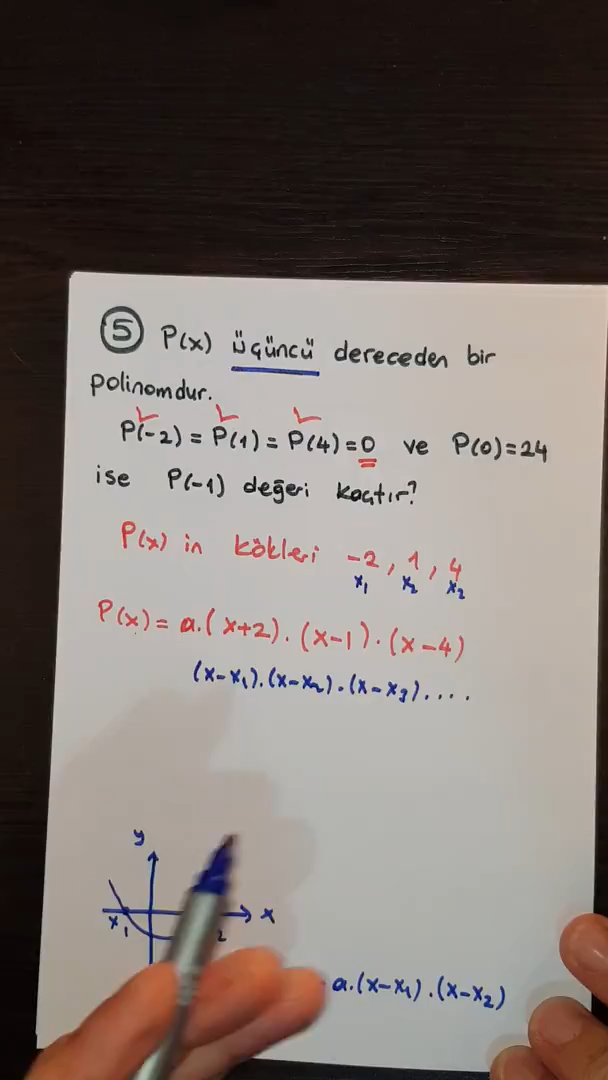 5 P(x) üçüncü dereceden bir
polinomdur.
P(-2) = P(1) = P(4) = 0 ve P(0)=24
ise P(-1) değeri kaçtır?
P(x) in kökleri -2, 1, 4
x₁ x₂ x₂
P(x) = a.(x+2).(x-1).(x-4)
(x-x₁).(x-x₂).(x-x₃)....
y
x
x₁ 2
a.(x-x₁).(x-x₂)